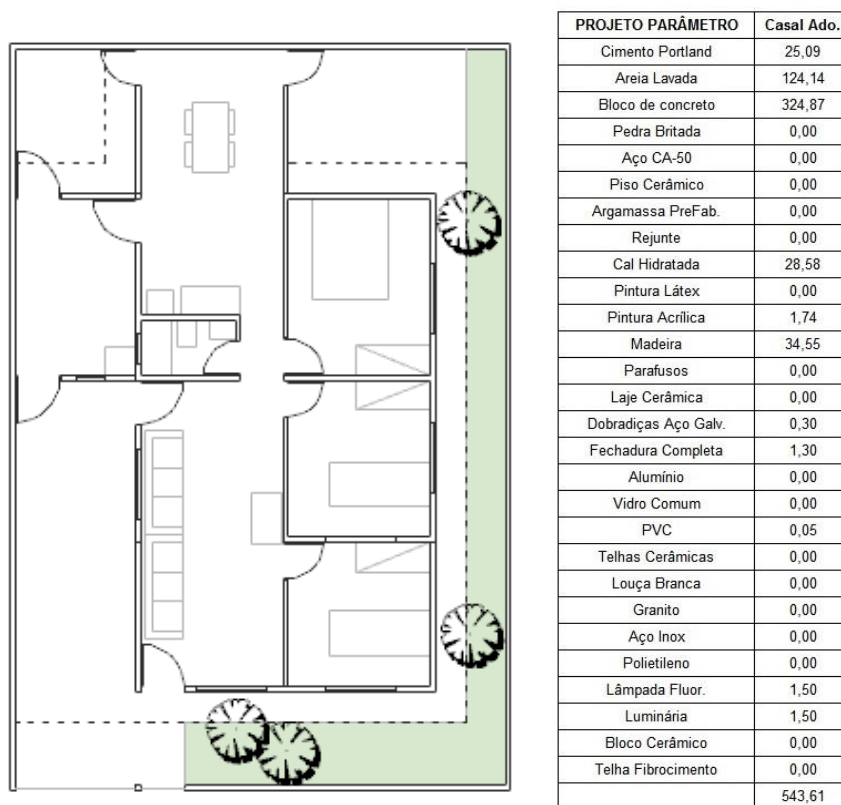 PROJETO PARÂMETRO Casal Ado.
Cimento Portland 25,09
Areia Lavada 124,14
Bloco de concreto 324,87
Pedra Britada 0,00
Aço CA-50 0,00
Piso Cerâmico 0,00
Argamassa PreFab. 0,00
Rejunte 0,00
Cal Hidratada 28,58
Pintura Látex 0,00
Pintura Acrílica 1,74
Madeira 34,55
Parafusos 0,00
Laje Cerâmica 0,00
Dobradiças Aço Galv. 0,30
Fechadura Completa 1,30
Alumínio 0,00
Vidro Comum 0,00
PVC 0,05
Telhas Cerâmicas 0,00
Louça Branca 0,00
Granito 0,00
Aço Inox 0,00
Polietileno 0,00
Lâmpada Fluor. 1,50
Luminária 1,50
Bloco Cerâmico 0,00
Telha Fibrocimento 0,00
543,61